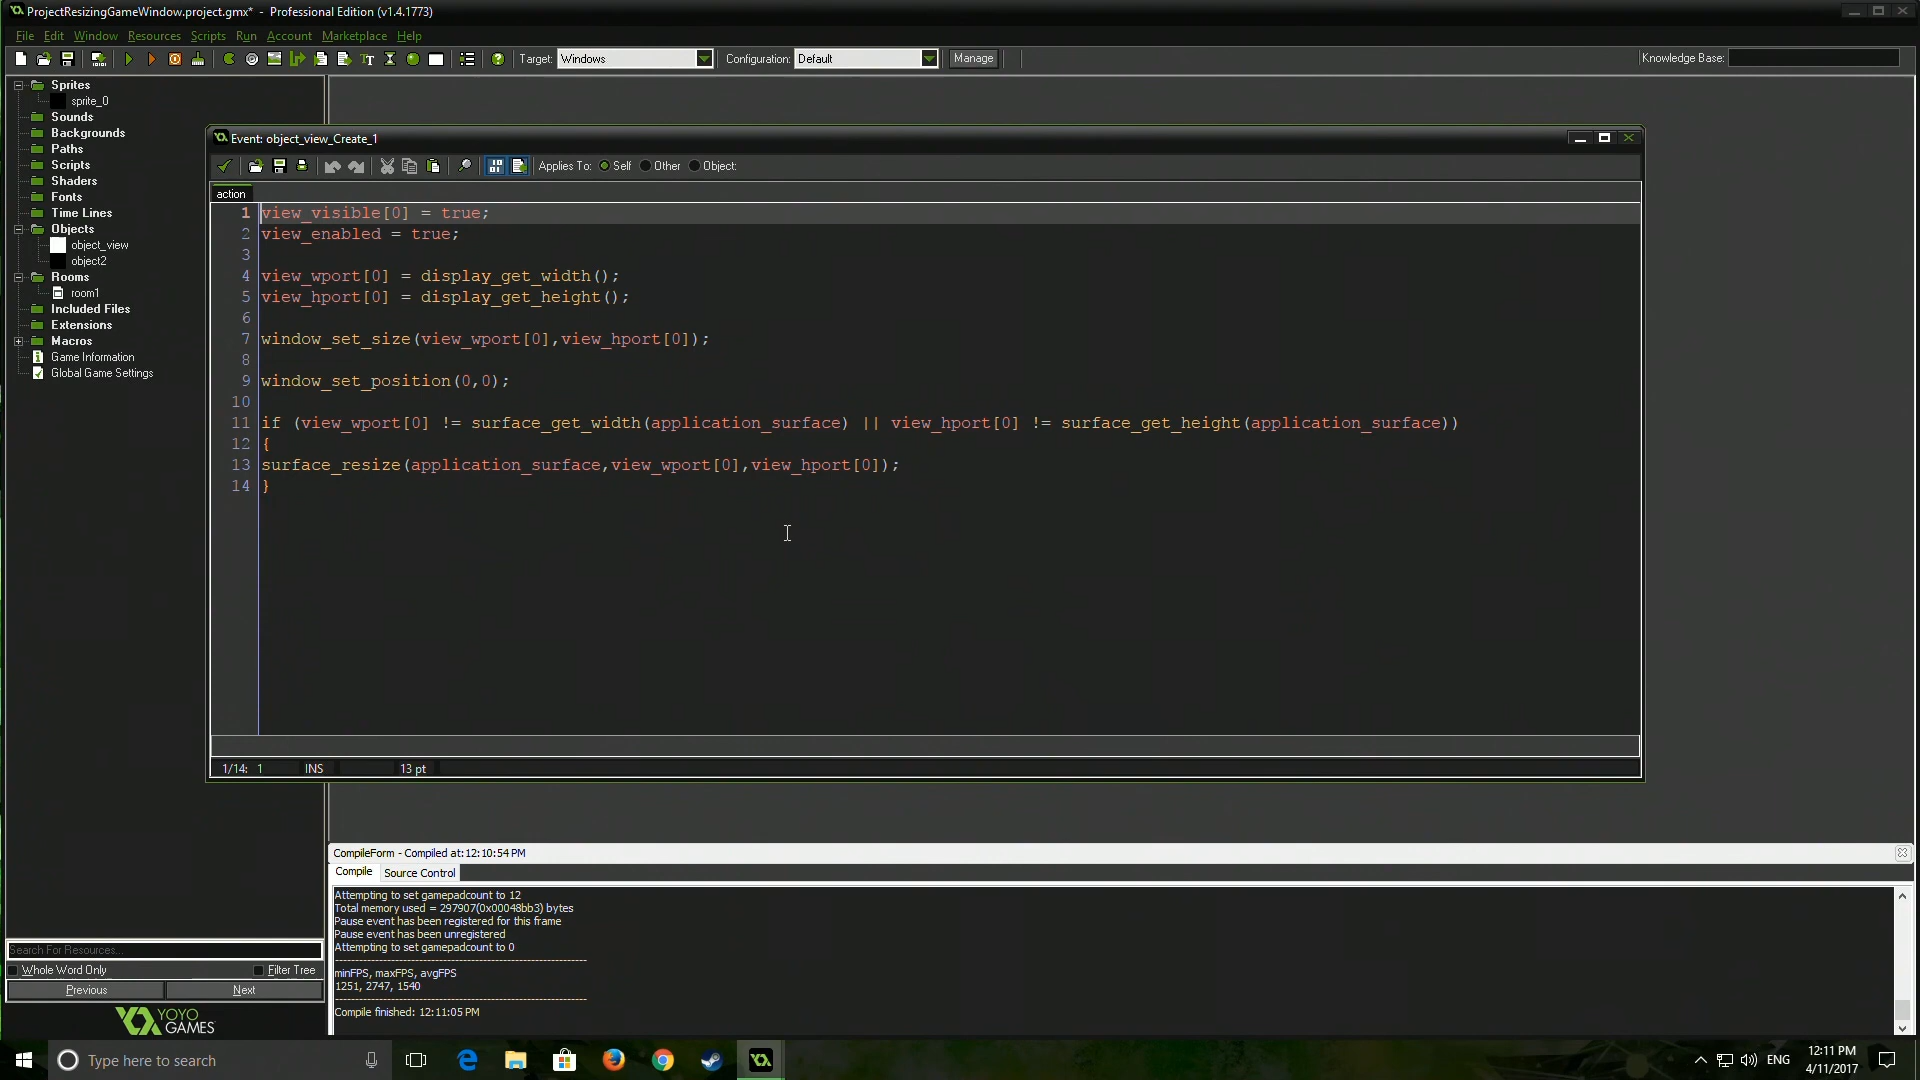 ProjectResizingGameWindow.project.gmx* - Professional Edition (v1.4.1773)
File Edit Window Resources Scripts Run Account Marketplace Help
Target: Windows Configuration: Default Manage Knowledge Base:
Sprites
sprite_0
Sounds
Backgrounds
Paths
Scripts
Shaders
Fonts
Time Lines
Objects
object_view
object2
Rooms
room1
Included Files
Extensions
Macros
Game Information
Global Game Settings
Event: object_view_Create_1
Applies To: Self Other Object:
action
1 view_visible[0] = true;
2 view_enabled = true;
3
4 view_wport[0] = display_get_width();
5 view_hport[0] = display_get_height();
6
7 window_set_size(view_wport[0],view_hport[0]);
8
9 window_set_position(0,0);
10
11 if (view_wport[0] != surface_get_width(application_surface) || view_hport[0] != surface_get_height(application_surface))
12 {
13 surface_resize(application_surface,view_wport[0],view_hport[0]);
14 }
1/14: 1 INS 13 pt
CompileForm - Compiled at:12:10:54 PM
Compile Source Control
Attempting to set gamepadcount to 12
Total memory used = 297907(0x00048bb3) bytes
Pause event has been registered for this frame
Pause event has been unregistered
Attempting to set gamepadcount to 0
----------------------------------------------------------------
minFPS, maxFPS, avgFPS
1251, 2747, 1540
----------------------------------------------------------------
Compile finished: 12:11:05 PM
Search For Resources...
Whole Word Only Filter Tree
Previous Next
YOYO
GAMES
Type here to search
ENG 12:11 PM
4/11/2017